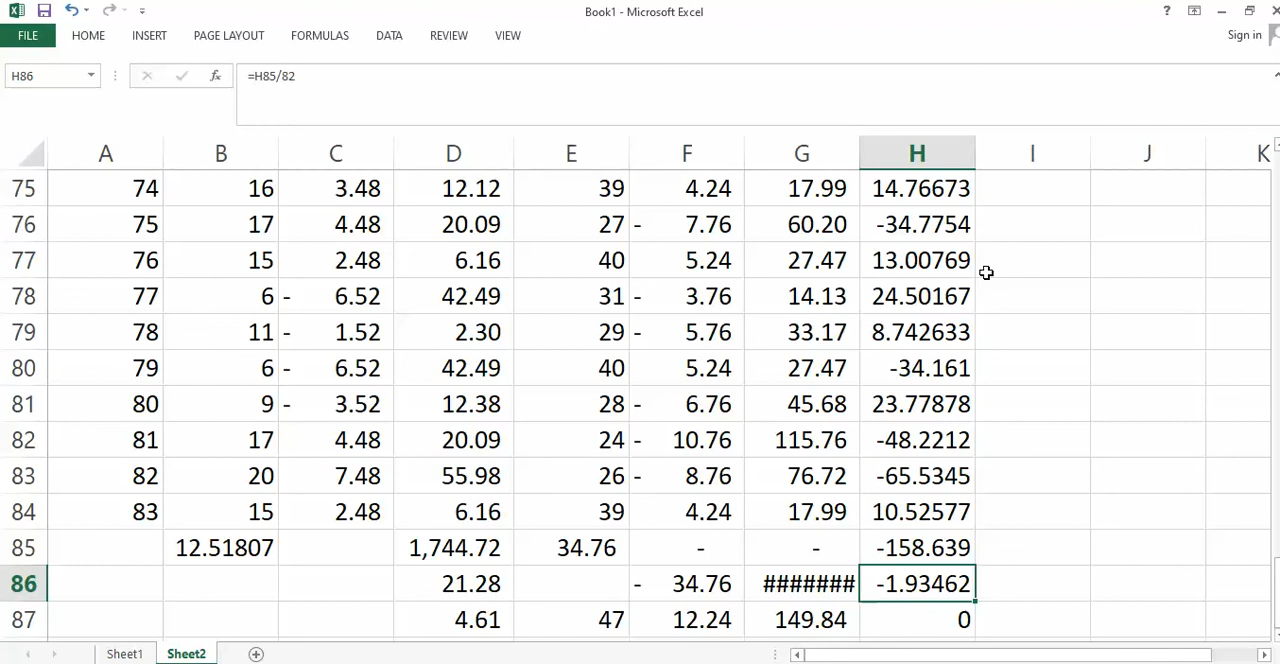 Book1 - Microsoft Excel
?
FILE HOME INSERT PAGE LAYOUT FORMULAS DATA REVIEW VIEW Sign in
H86 fx =H85/82
A B C D E F G H I J K
75 74 16 3.48 12.12 39 4.24 17.99 14.76673
76 75 17 4.48 20.09 27 - 7.76 60.20 -34.7754
77 76 15 2.48 6.16 40 5.24 27.47 13.00769
78 77 6 - 6.52 42.49 31 - 3.76 14.13 24.50167
79 78 11 - 1.52 2.30 29 - 5.76 33.17 8.742633
80 79 6 - 6.52 42.49 40 5.24 27.47 -34.161
81 80 9 - 3.52 12.38 28 - 6.76 45.68 23.77878
82 81 17 4.48 20.09 24 - 10.76 115.76 -48.2212
83 82 20 7.48 55.98 26 - 8.76 76.72 -65.5345
84 83 15 2.48 6.16 39 4.24 17.99 10.52577
85 12.51807 1,744.72 34.76 - - -158.639
86 21.28 - 34.76 ####### -1.93462
87 4.61 47 12.24 149.84 0
Sheet1 Sheet2